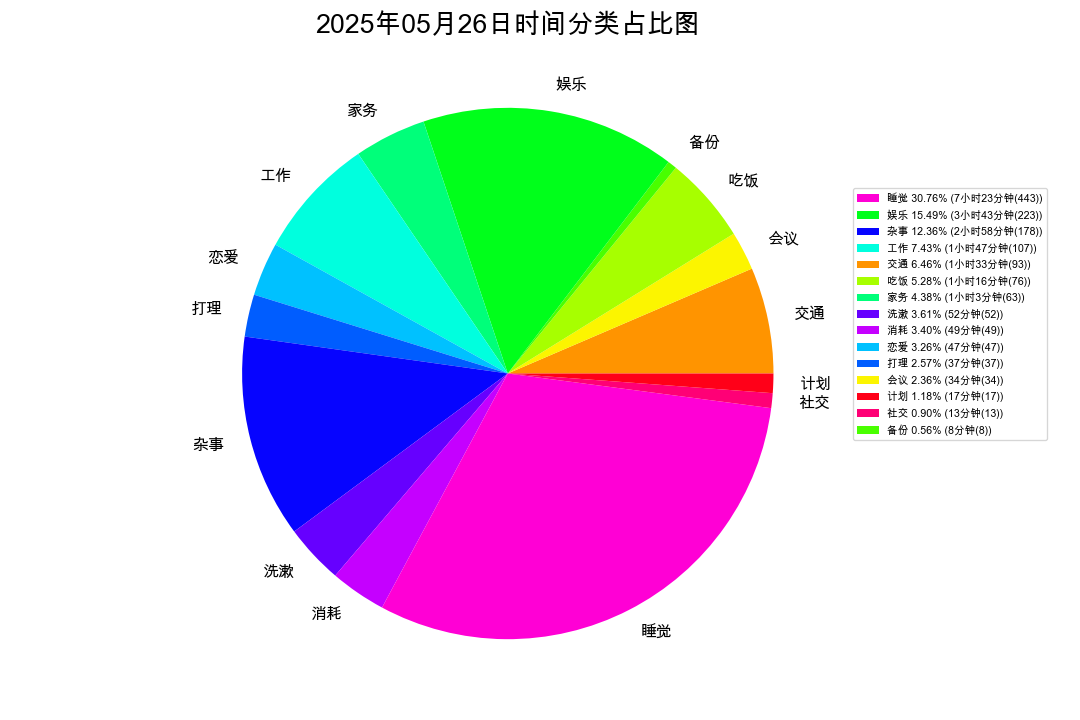 2025年05月26日时间分类占比图
娱乐
家务
备份
工作
吃饭
会议
恋爱
打理
交通
计划
社交
杂事
洗漱
消耗
睡觉
睡觉 30.76% (7小时23分钟(443))
娱乐 15.49% (3小时43分钟(223))
杂事 12.36% (2小时58分钟(178))
工作 7.43% (1小时47分钟(107))
交通 6.46% (1小时33分钟(93))
吃饭 5.28% (1小时16分钟(76))
家务 4.38% (1小时3分钟(63))
洗漱 3.61% (52分钟(52))
消耗 3.40% (49分钟(49))
恋爱 3.26% (47分钟(47))
打理 2.57% (37分钟(37))
会议 2.36% (34分钟(34))
计划 1.18% (17分钟(17))
社交 0.90% (13分钟(13))
备份 0.56% (8分钟(8))